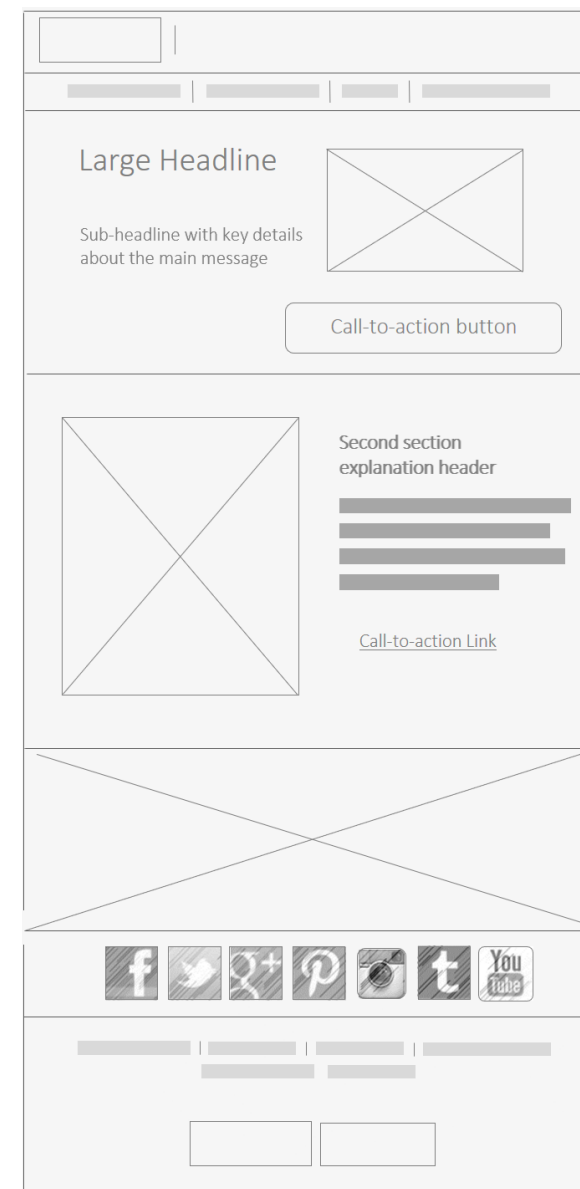 Large Headline
Sub-headline with key details
about the main message
Call-to-action button
Second section
explanation header
Call-to-action Link
f
g+
P
t
You
Tube